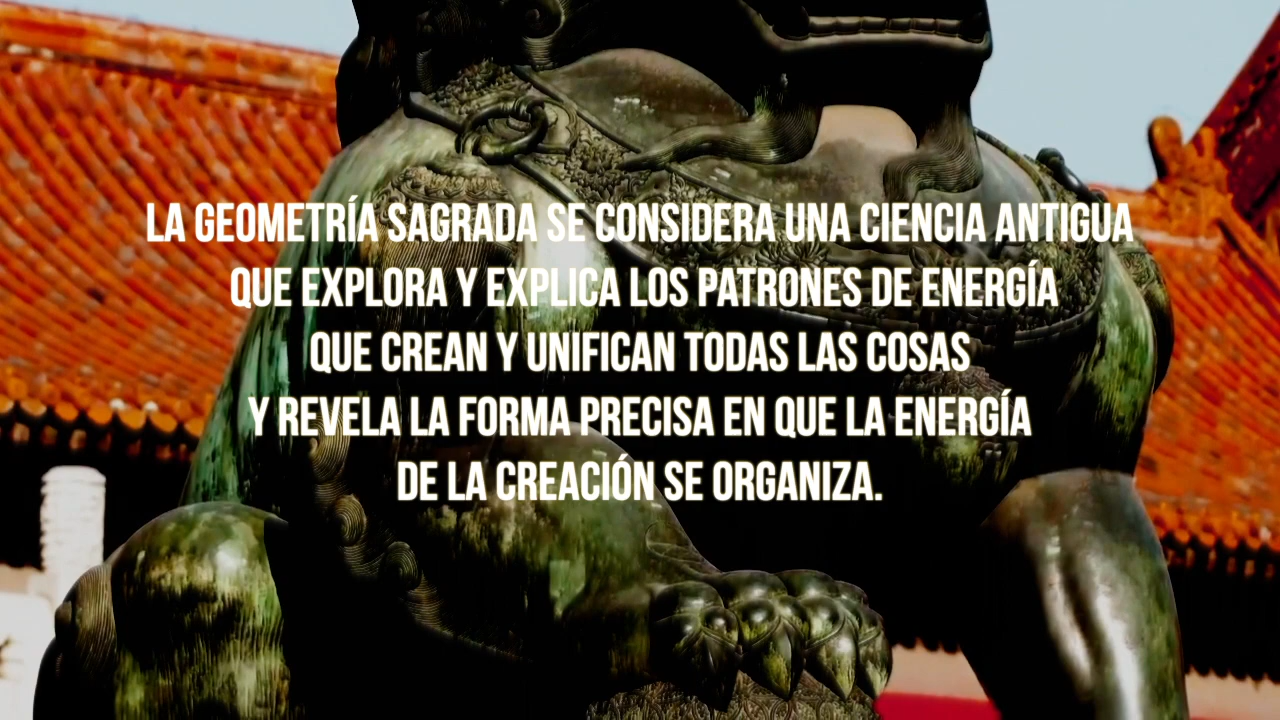 LA GEOMETRÍA SAGRADA SE CONSIDERA UNA CIENCIA ANTIGUA
QUE EXPLORA Y EXPLICA LOS PATRONES DE ENERGÍA
QUE CREAN Y UNIFICAN TODAS LAS COSAS
Y REVELA LA FORMA PRECISA EN QUE LA ENERGÍA
DE LA CREACIÓN SE ORGANIZA.